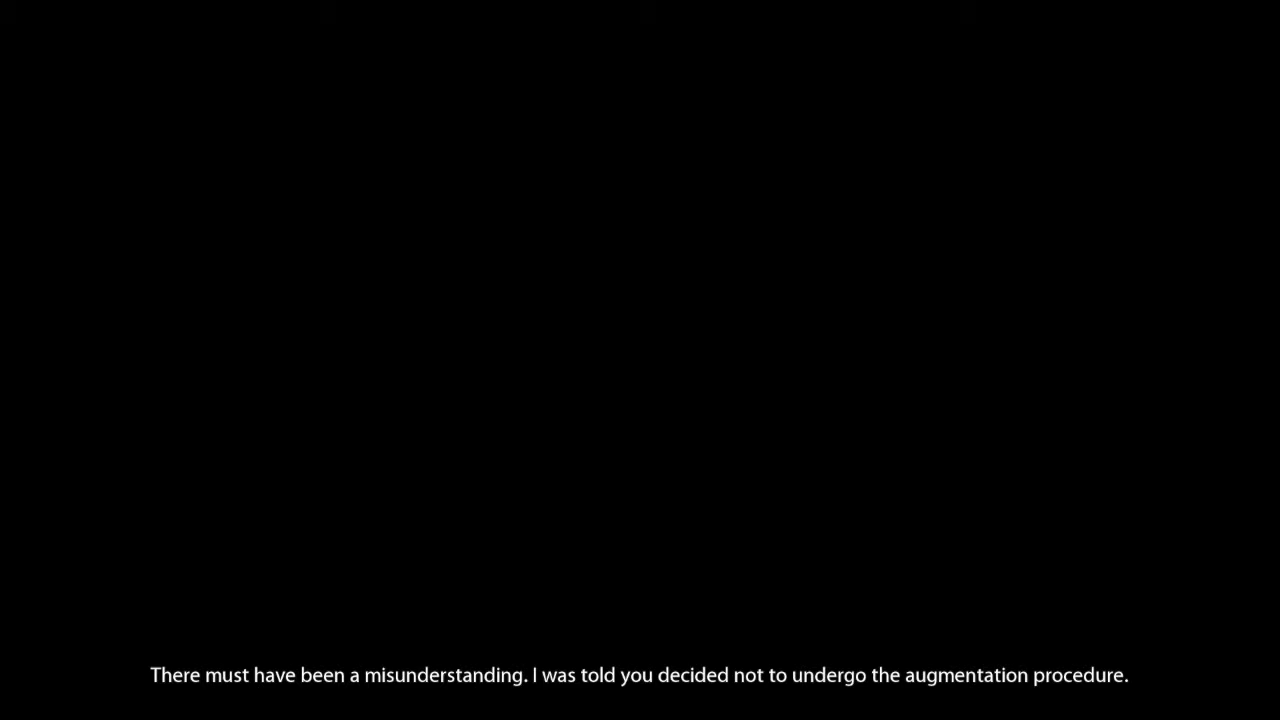 There must have been a misunderstanding. I was told you decided not to undergo the augmentation procedure.